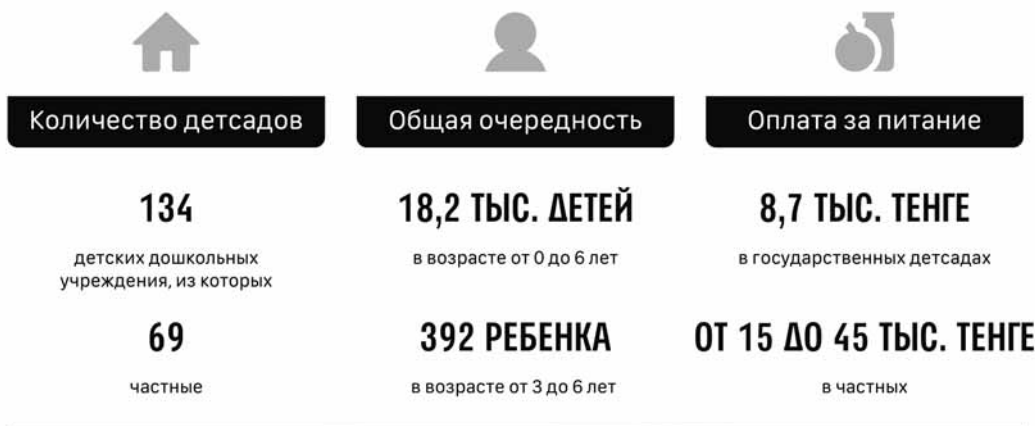 Количество детсадов
134
детских дошкольных
учреждения, из которых
69
частные
Общая очередность
18,2 ТЫС. ДЕТЕЙ
в возрасте от 0 до 6 лет
392 РЕБЕНКА
в возрасте от 3 до 6 лет
Оплата за питание
8,7 ТЫС. ТЕНГЕ
в государственных детсадах
ОТ 15 ДО 45 ТЫС. ТЕНГЕ
в частных